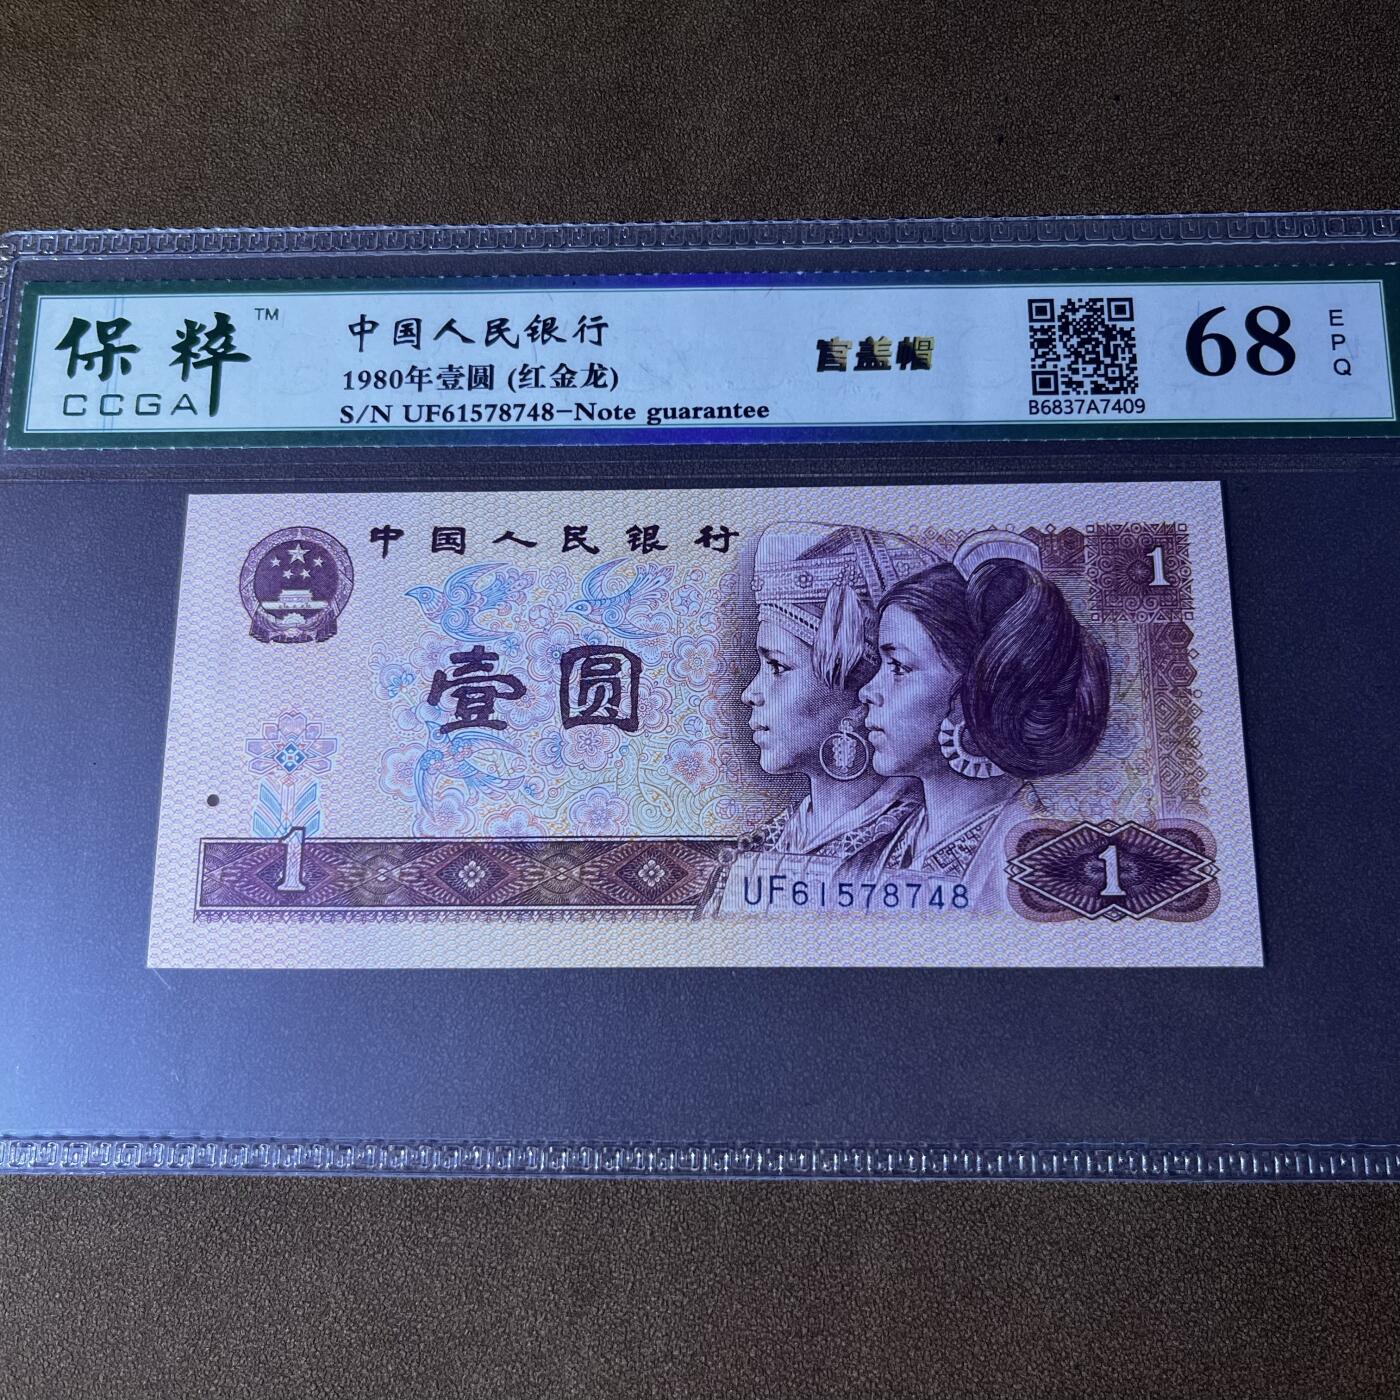 保粹™
CCGA
中国人民银行
1980年壹圆 (红金龙)
S/N UF61578748-Note guarantee
官盖帽
B6837A7409
68
EPQ
中国人民银行
壹圆
1
1
UF61578748
1